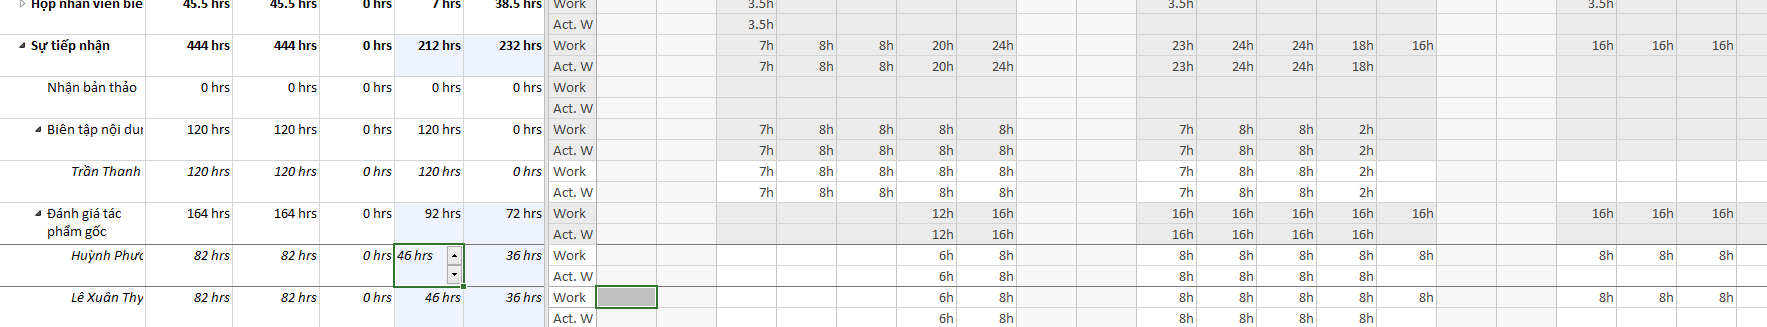 Họp nhân viên biê 45.5 hrs 45.5 hrs 0 hrs 7 hrs 38.5 hrs Work 3.5h 3.5h 3.5h
Act. W 3.5h
Sự tiếp nhận 444 hrs 444 hrs 0 hrs 212 hrs 232 hrs Work 7h 8h 8h 20h 24h 23h 24h 24h 18h 16h 16h 16h 16h
Act. W 7h 8h 8h 20h 24h 23h 24h 24h 18h
Nhận bản thảo 0 hrs 0 hrs 0 hrs 0 hrs 0 hrs Work
Act. W
Biên tập nội dur 120 hrs 120 hrs 0 hrs 120 hrs 0 hrs Work 7h 8h 8h 8h 8h 7h 8h 8h 2h
Act. W 7h 8h 8h 8h 8h 7h 8h 8h 2h
Trần Thanh 120 hrs 120 hrs 0 hrs 120 hrs 0 hrs Work 7h 8h 8h 8h 8h 7h 8h 8h 2h
Act. W 7h 8h 8h 8h 8h 7h 8h 8h 2h
Đánh giá tác 164 hrs 164 hrs 0 hrs 92 hrs 72 hrs Work 12h 16h 16h 16h 16h 16h 16h 16h 16h 16h
phẩm gốc Act. W 12h 16h 16h 16h 16h 16h
Huỳnh Phươ 82 hrs 82 hrs 0 hrs 46 hrs 36 hrs Work 6h 8h 8h 8h 8h 8h 8h 8h 8h 8h
Act. W 6h 8h 8h 8h 8h 8h
Lê Xuân Thy 82 hrs 82 hrs 0 hrs 46 hrs 36 hrs Work 6h 8h 8h 8h 8h 8h 8h 8h 8h 8h
Act. W 6h 8h 8h 8h 8h 8h